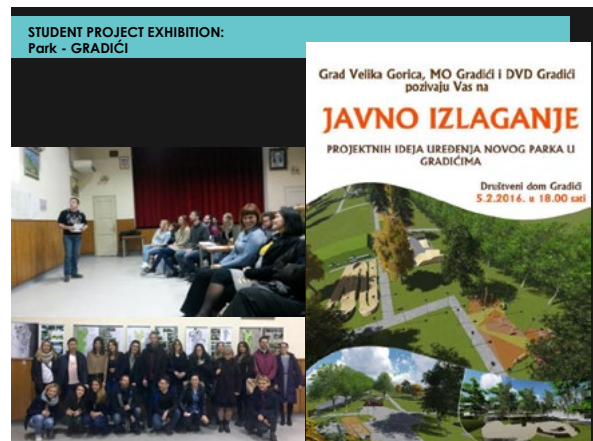 STUDENT PROJECT EXHIBITION:
Park - GRADIĆI
Grad Velika Gorica, MO Gradići i DVD Gradići
pozivaju Vas na
JAVNO IZLAGANJE
PROJEKTNIH IDEJA UREĐENJA NOVOG PARKA U
GRADIĆIMA
Društveni dom Gradići
5.2.2016. u 18.00 sati